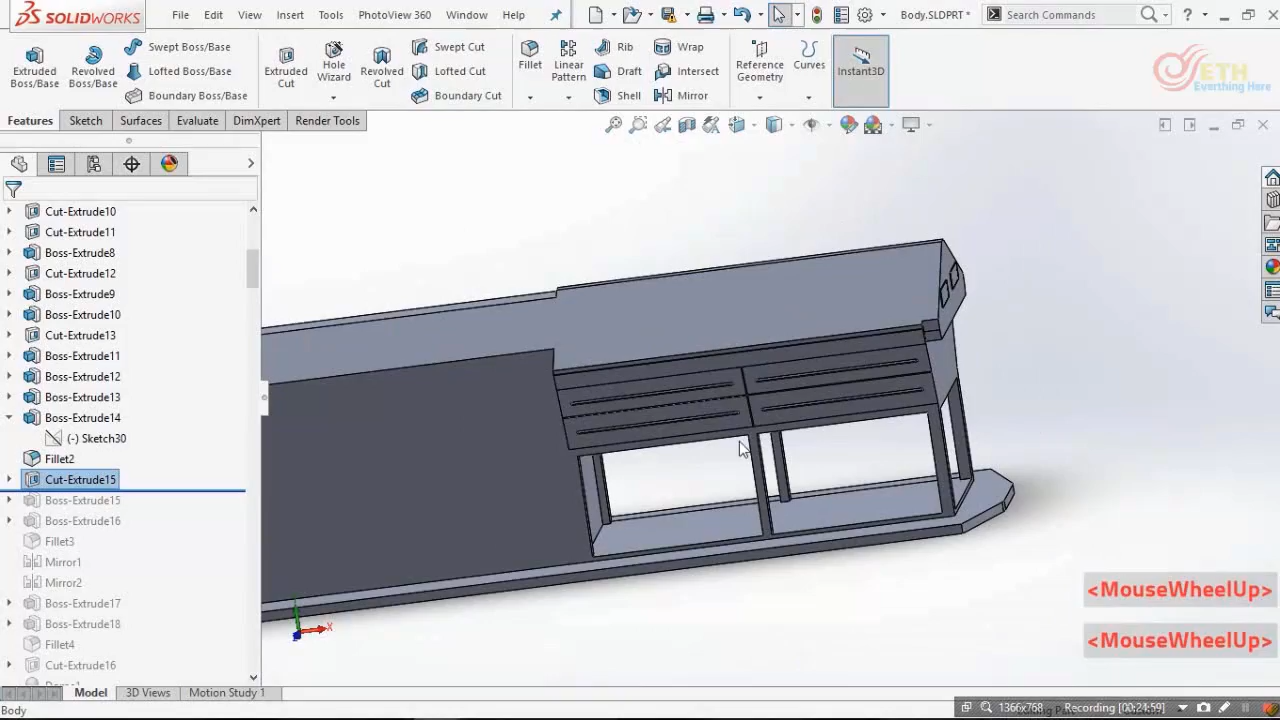 SOLIDWORKS File Edit View Insert Tools PhotoView 360 Window Help Body.SLDPRT * Search Commands ?
Extruded Boss/Base
Revolved Boss/Base
Swept Boss/Base
Lofted Boss/Base
Boundary Boss/Base
Extruded Cut
Hole Wizard
Revolved Cut
Swept Cut
Lofted Cut
Boundary Cut
Fillet
Linear Pattern
Rib
Draft
Shell
Wrap
Intersect
Mirror
Reference Geometry
Curves
Instant3D
ETH
Everthing Here
Features Sketch Surfaces Evaluate DimXpert Render Tools
Cut-Extrude10
Cut-Extrude11
Boss-Extrude8
Cut-Extrude12
Boss-Extrude9
Boss-Extrude10
Cut-Extrude13
Boss-Extrude11
Boss-Extrude12
Boss-Extrude13
Boss-Extrude14
(-) Sketch30
Fillet2
Cut-Extrude15
Boss-Extrude15
Boss-Extrude16
Fillet3
Mirror1
Mirror2
Boss-Extrude17
Boss-Extrude18
Fillet4
Cut-Extrude16
X
<MouseWheelUp>
<MouseWheelUp>
Model 3D Views Motion Study 1
Body
1366x768 Recording [00:24:59]